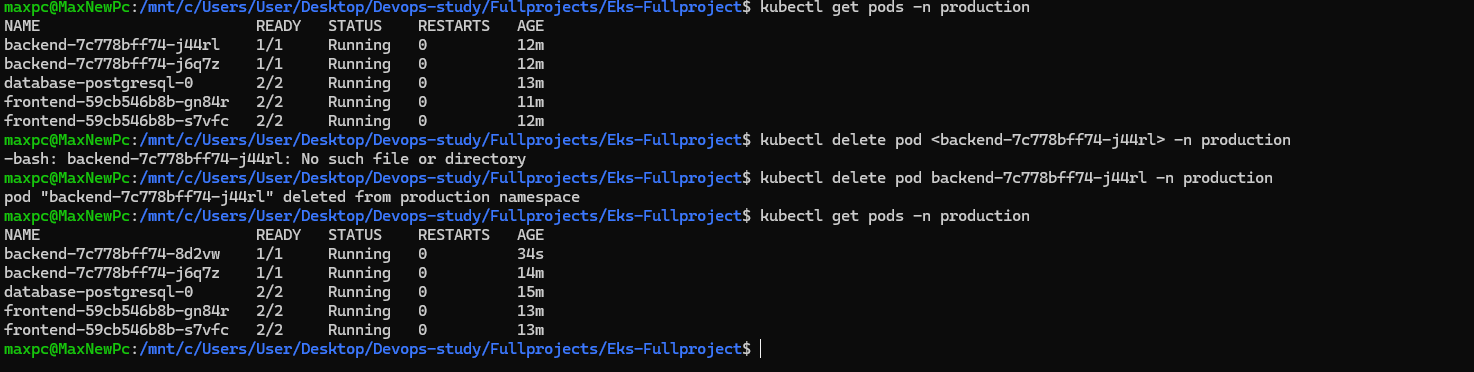 maxpc@MaxNewPc:/mnt/c/Users/User/Desktop/Devops-study/Fullprojects/Eks-Fullproject$ kubectl get pods -n production
NAME                        READY   STATUS    RESTARTS   AGE
backend-7c778bff74-j44rl    1/1     Running   0          12m
backend-7c778bff74-j6q7z    1/1     Running   0          12m
database-postgresql-0       2/2     Running   0          13m
frontend-59cb546b8b-gn84r   2/2     Running   0          11m
frontend-59cb546b8b-s7vfc   2/2     Running   0          12m
maxpc@MaxNewPc:/mnt/c/Users/User/Desktop/Devops-study/Fullprojects/Eks-Fullproject$ kubectl delete pod <backend-7c778bff74-j44rl> -n production
-bash: backend-7c778bff74-j44rl: No such file or directory
maxpc@MaxNewPc:/mnt/c/Users/User/Desktop/Devops-study/Fullprojects/Eks-Fullproject$ kubectl delete pod backend-7c778bff74-j44rl -n production
pod "backend-7c778bff74-j44rl" deleted from production namespace
maxpc@MaxNewPc:/mnt/c/Users/User/Desktop/Devops-study/Fullprojects/Eks-Fullproject$ kubectl get pods -n production
NAME                        READY   STATUS    RESTARTS   AGE
backend-7c778bff74-8d2vw    1/1     Running   0          34s
backend-7c778bff74-j6q7z    1/1     Running   0          14m
database-postgresql-0       2/2     Running   0          15m
frontend-59cb546b8b-gn84r   2/2     Running   0          13m
frontend-59cb546b8b-s7vfc   2/2     Running   0          13m
maxpc@MaxNewPc:/mnt/c/Users/User/Desktop/Devops-study/Fullprojects/Eks-Fullproject$